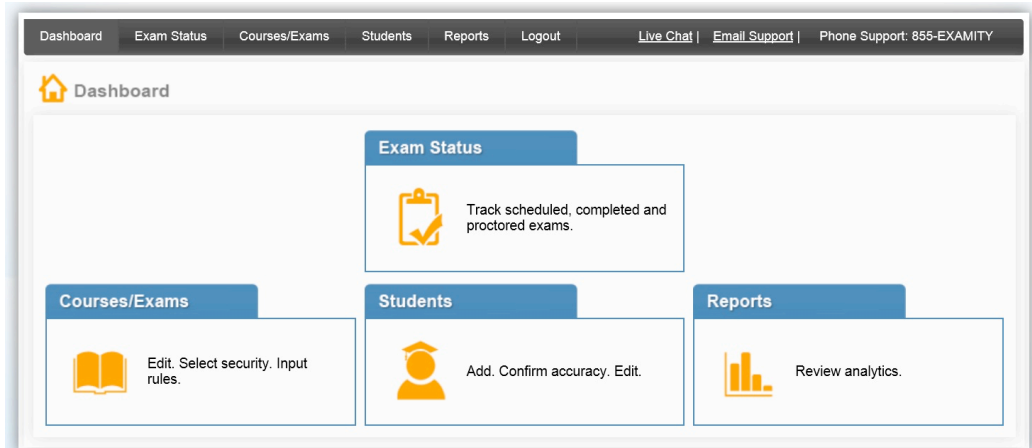 Dashboard Exam Status Courses/Exams Students Reports Logout Live Chat | Email Support | Phone Support: 855-EXAMITY
Dashboard
Exam Status
Track scheduled, completed and
proctored exams.
Courses/Exams
Edit. Select security. Input
rules.
Students
Add. Confirm accuracy. Edit.
Reports
Review analytics.